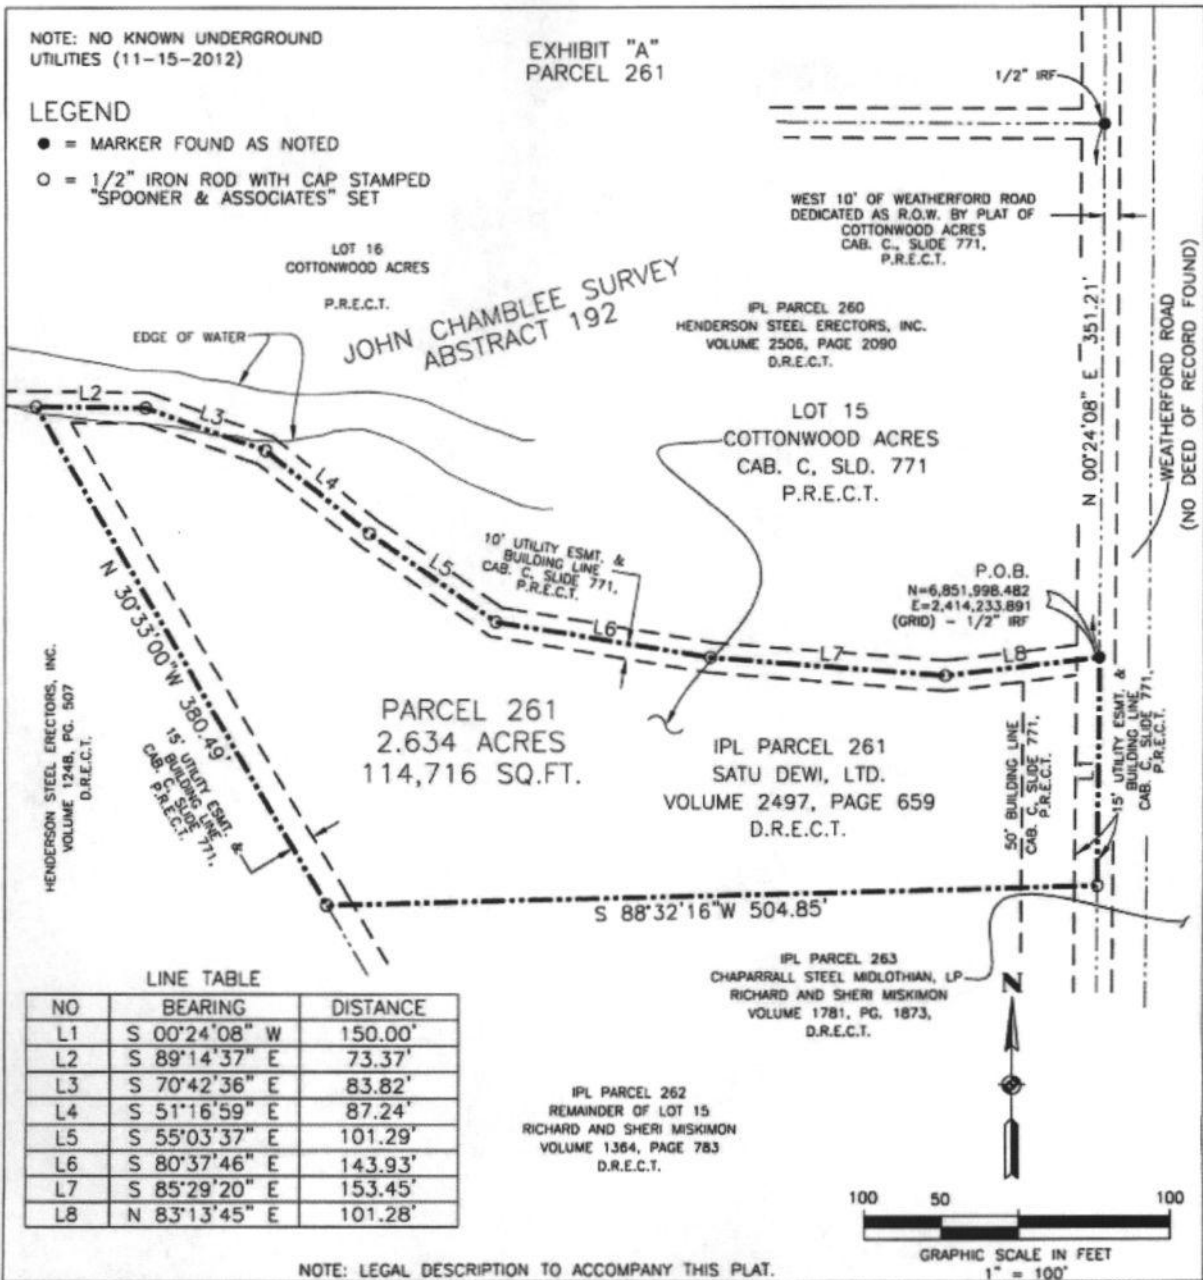 NOTE: NO KNOWN UNDERGROUND
UTILITIES (11-15-2012)
EXHIBIT "A"
PARCEL 261
LEGEND
● = MARKER FOUND AS NOTED
○ = 1/2" IRON ROD WITH CAP STAMPED
"SPOONER & ASSOCIATES" SET
1/2" IRF
WEST 10' OF WEATHERFORD ROAD
DEDICATED AS R.O.W. BY PLAT OF
COTTONWOOD ACRES
CAB. C., SLIDE 771,
P.R.E.C.T.
LOT 16
COTTONWOOD ACRES
P.R.E.C.T.
JOHN CHAMBLEE SURVEY
ABSTRACT 192
EDGE OF WATER
IPL PARCEL 260
HENDERSON STEEL ERECTORS, INC.
VOLUME 2506, PAGE 2090
D.R.E.C.T.
LOT 15
COTTONWOOD ACRES
CAB. C, SLD. 771
P.R.E.C.T.
N 00°24'08" E 351.21'
WEATHERFORD ROAD
(NO DEED OF RECORD FOUND)
L2
L3
L4
L5
L6
L7
L8
10' UTILITY ESMT. &
BUILDING LINE
CAB. C, SLIDE 771,
P.R.E.C.T.
P.O.B.
N=6,851,998.482
E=2,414,233.891
(GRID) - 1/2" IRF
N 30°33'00"W 380.49'
HENDERSON STEEL ERECTORS, INC.
VOLUME 1248, PG. 507
D.R.E.C.T.
15' UTILITY ESMT. &
BUILDING LINE
CAB. C, SLIDE 771,
P.R.E.C.T.
PARCEL 261
2.634 ACRES
114,716 SQ.FT.
IPL PARCEL 261
SATU DEWI, LTD.
VOLUME 2497, PAGE 659
D.R.E.C.T.
50' BUILDING LINE
CAB. C, SLIDE 771,
P.R.E.C.T.
L1
15' UTILITY ESMT. &
BUILDING LINE
CAB. C, SLIDE 771,
P.R.E.C.T.
S 88°32'16"W 504.85'
IPL PARCEL 263
CHAPARRALL STEEL MIDLOTHIAN, LP
RICHARD AND SHERI MISKIMON
VOLUME 1781, PG. 1873,
D.R.E.C.T.
N
LINE TABLE
NO BEARING DISTANCE
L1 S 00°24'08" W 150.00'
L2 S 89°14'37" E 73.37'
L3 S 70°42'36" E 83.82'
L4 S 51°16'59" E 87.24'
L5 S 55°03'37" E 101.29'
L6 S 80°37'46" E 143.93'
L7 S 85°29'20" E 153.45'
L8 N 83°13'45" E 101.28'
IPL PARCEL 262
REMAINDER OF LOT 15
RICHARD AND SHERI MISKIMON
VOLUME 1364, PAGE 783
D.R.E.C.T.
100 50 100
GRAPHIC SCALE IN FEET
1" = 100'
NOTE: LEGAL DESCRIPTION TO ACCOMPANY THIS PLAT.